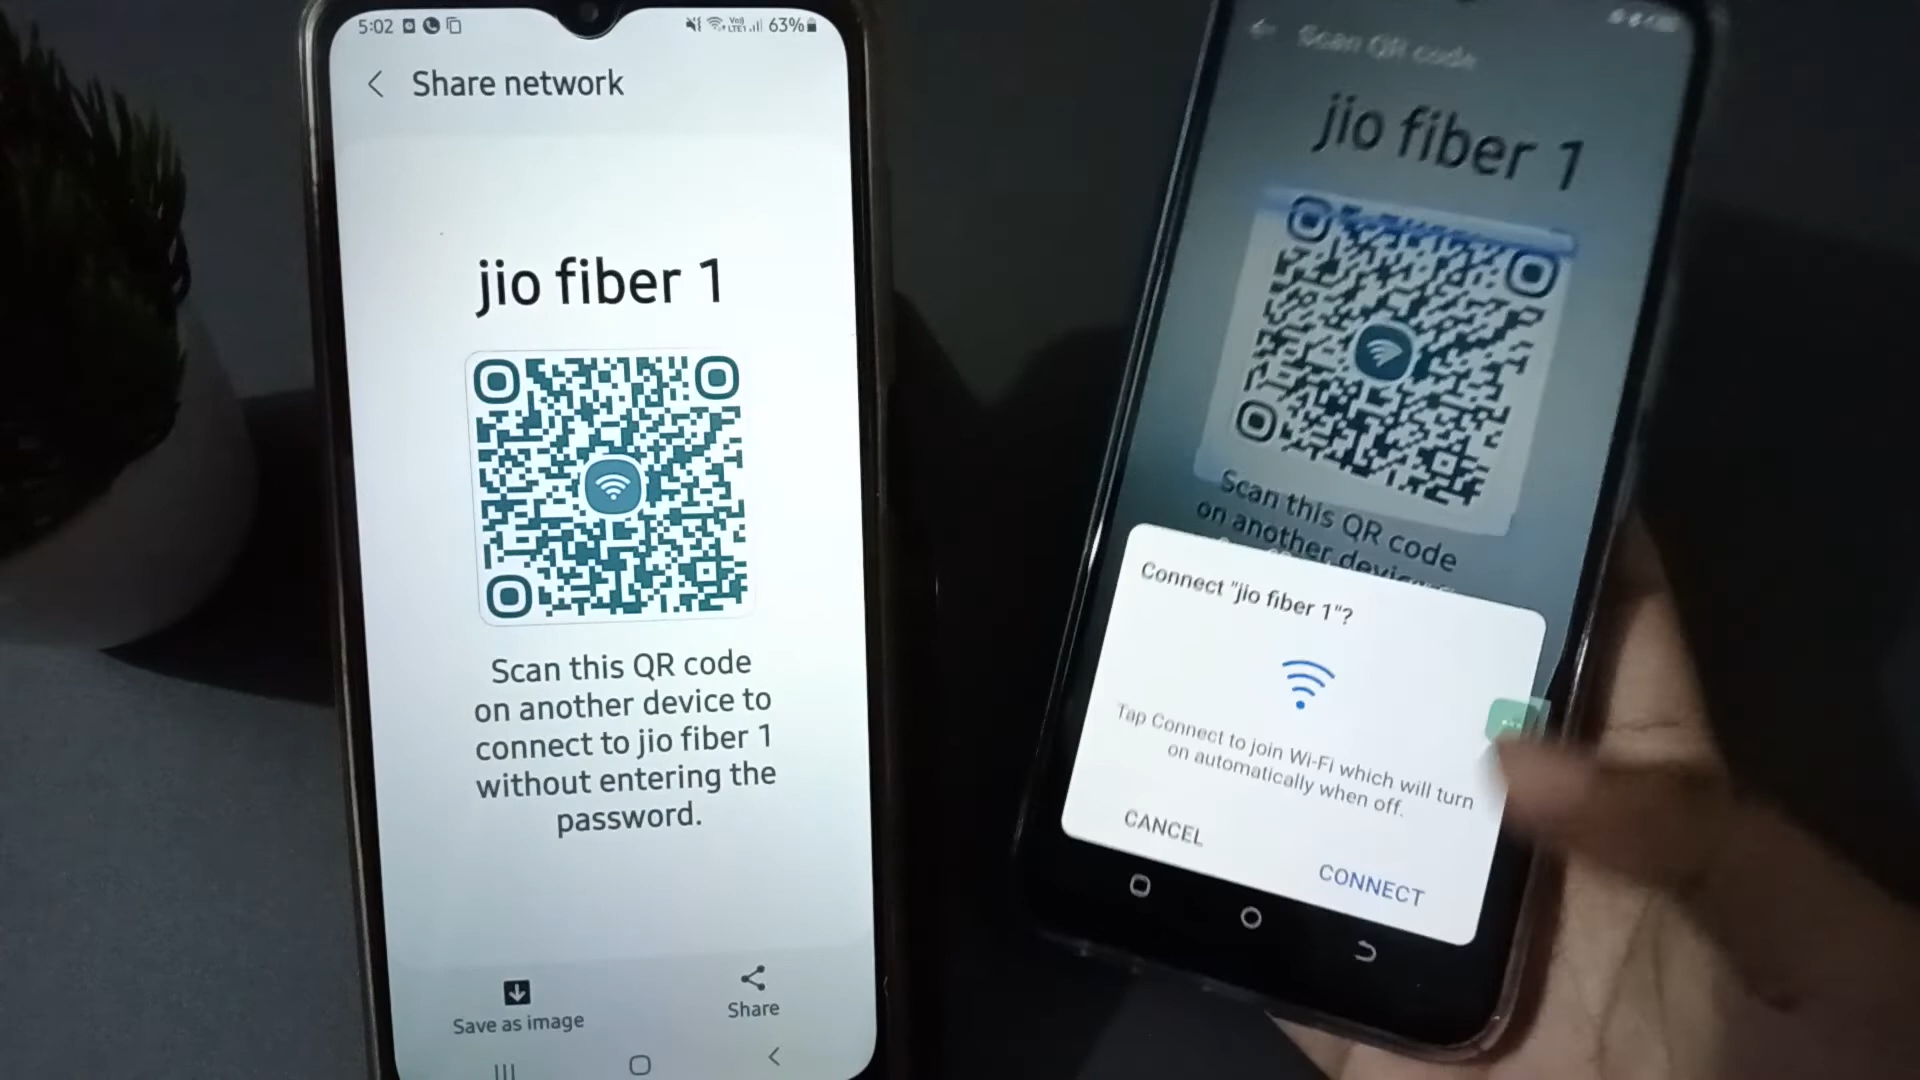 5:02
Vo)) LTE1 63%
Share network
jio fiber 1
Scan this QR code
on another device to
connect to jio fiber 1
without entering the
password.
Save as image
Share
Scan QR code
jio fiber 1
Scan this QR code
on another device
Connect "jio fiber 1"?
Tap Connect to join Wi-Fi which will turn
on automatically when off.
CANCEL
CONNECT